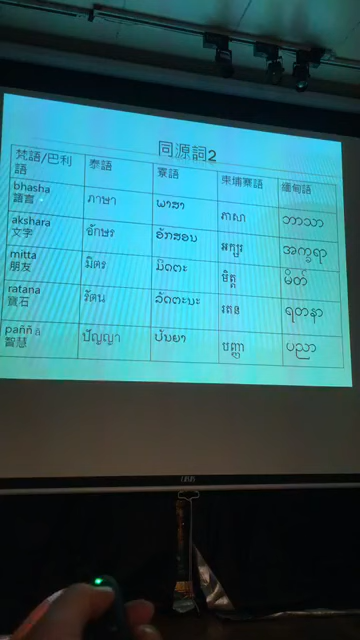 同源詞2
梵語/巴利語 泰語 寮語 柬埔寨語 緬甸語
bhasha 語言 ภาษา ພາສາ ភាសា ဘာသာ
akshara 文字 อักษร ອັກສອນ អក្សរ အက္ခရာ
mitta 朋友 มิตร ມິດຕະ មិត្ត မိတ်
ratana 寶石 รัตน ລັດຕະນະ រតន ရတနာ
paññā 智慧 ปัญญา ປັນຍາ បញ្ញា ပညာ